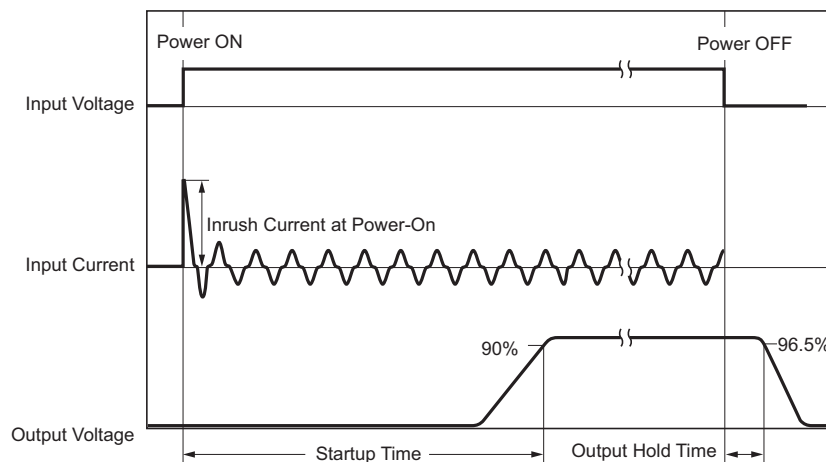 Power ON
Power OFF
Input Voltage
Inrush Current at Power-On
Input Current
90%
96.5%
Output Voltage
Startup Time
Output Hold Time